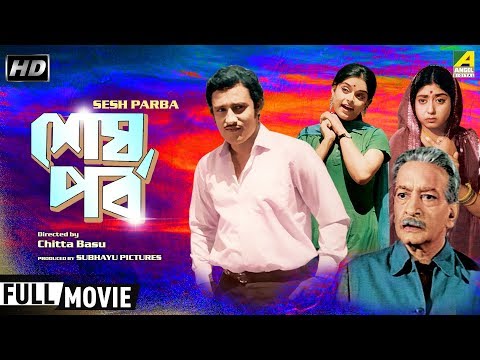 HD
A
ANGEL
DIGITAL
SESH PARBA
শেষ
পর্ব
Directed by
Chitta Basu
PRODUCED BY SUBHAYU PICTURES
FULL MOVIE